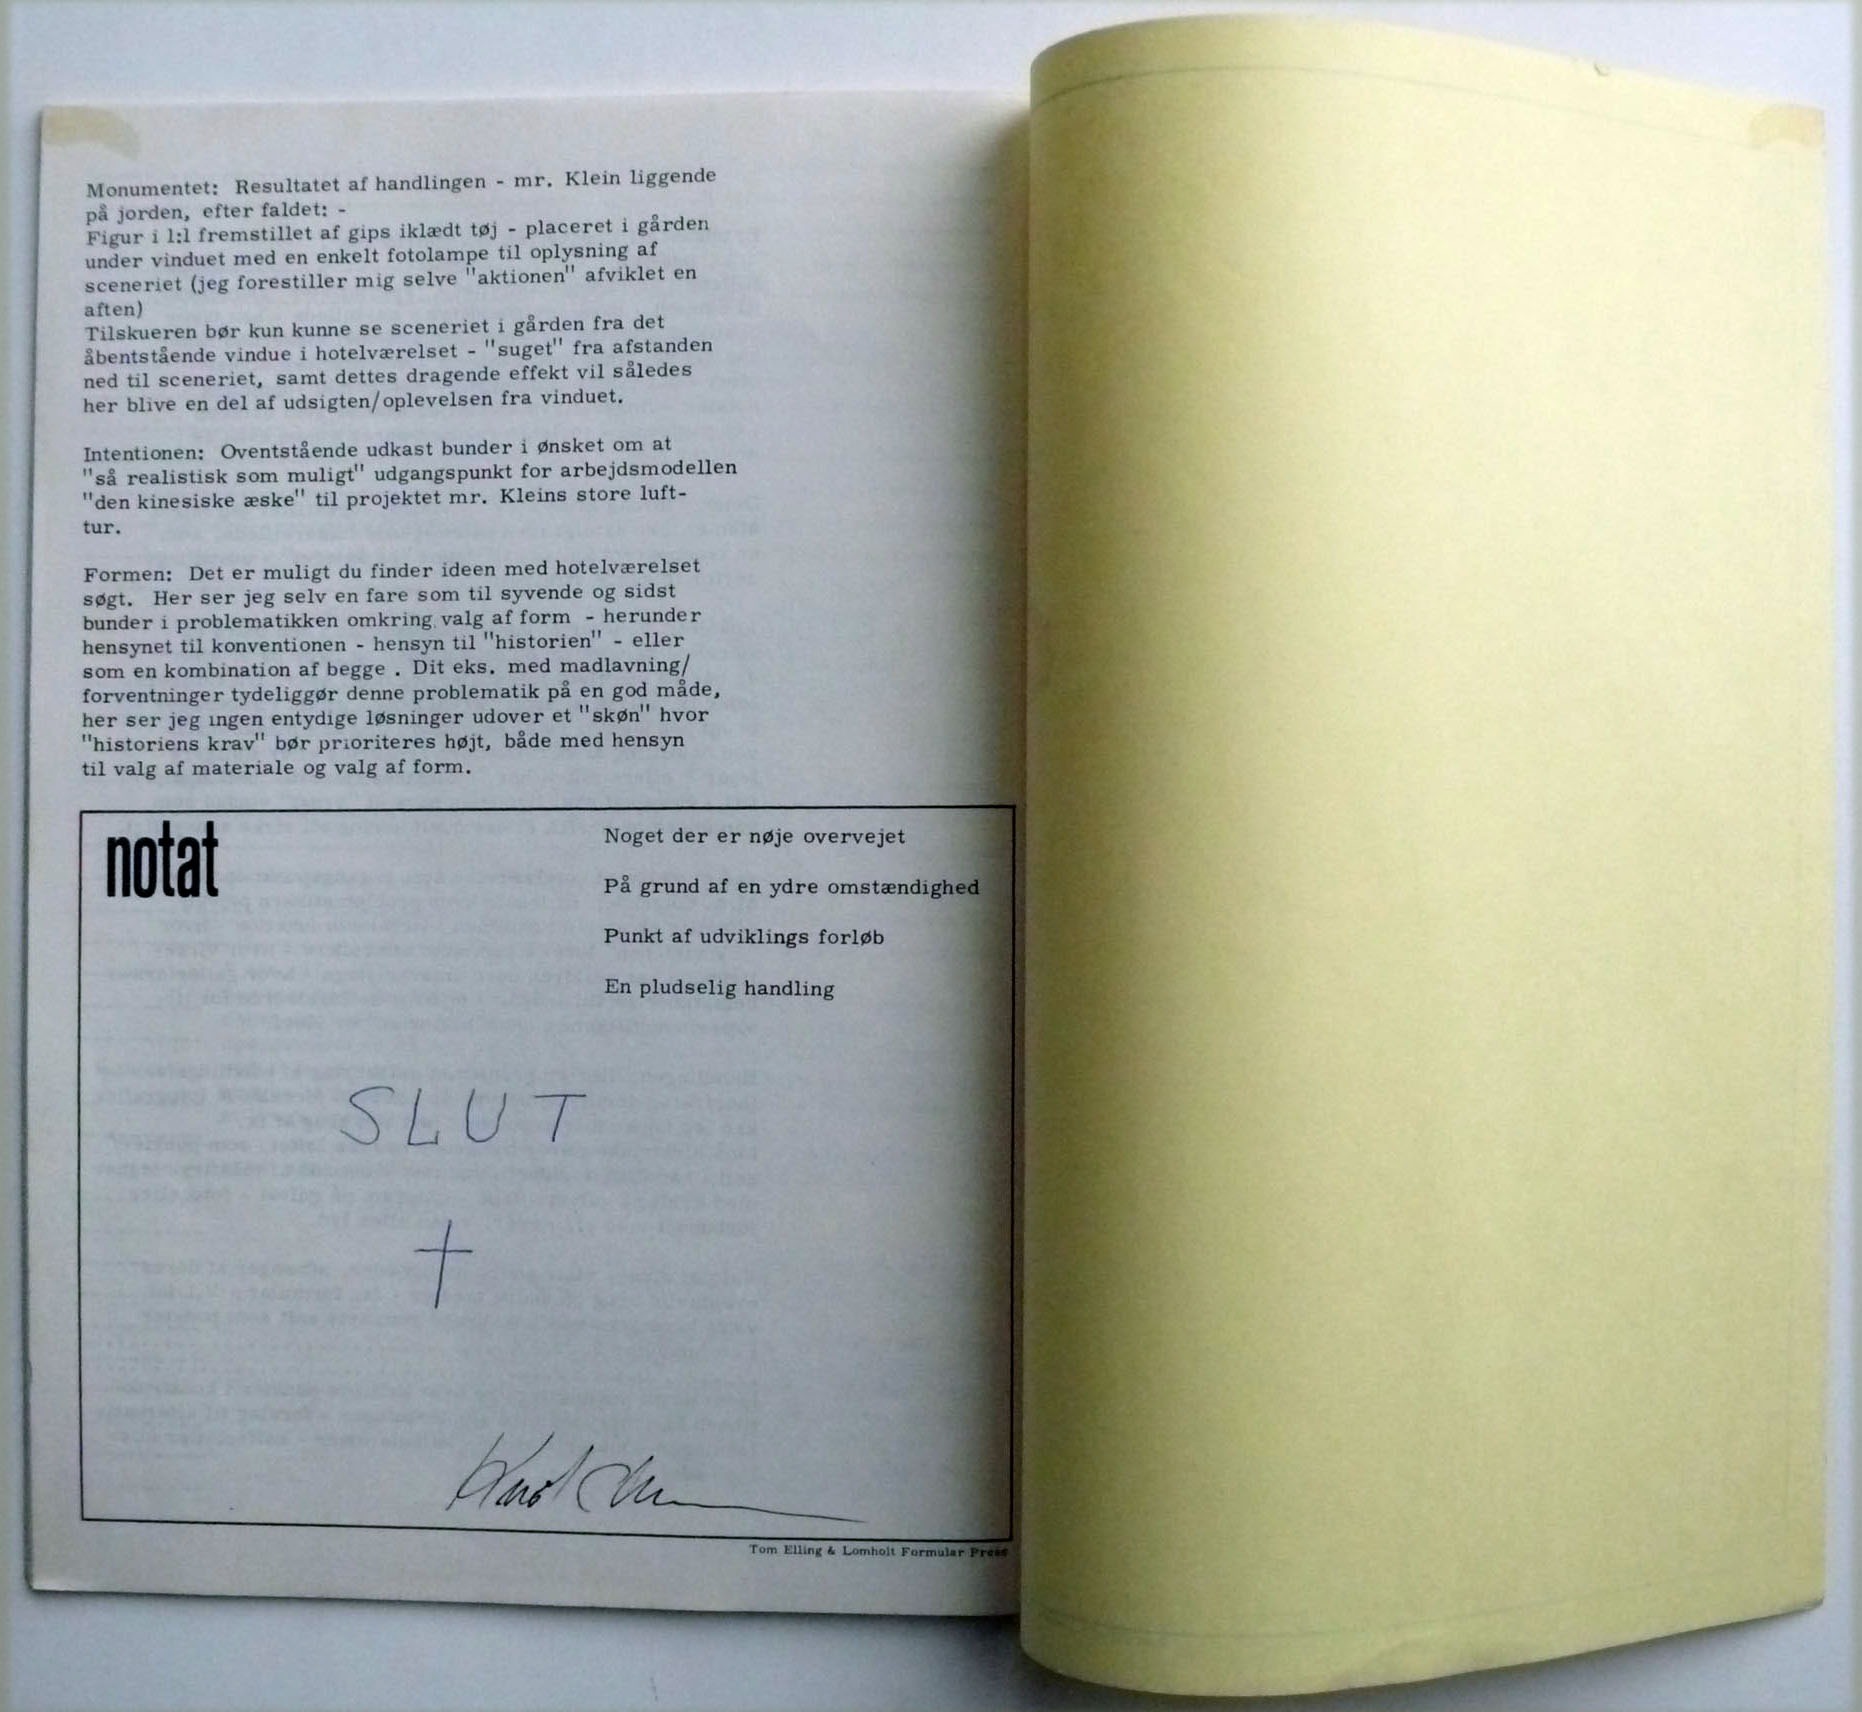 Monumentet: Resultatet af handlingen - mr. Klein liggende
på jorden, efter faldet: -
Figur i 1:1 fremstillet af gips iklædt tøj - placeret i gården
under vinduet med en enkelt fotolampe til oplysning af
sceneriet (jeg forestiller mig selve "aktionen" afviklet en
aften)
Tilskueren bør kun kunne se sceneriet i gården fra det
åbentstående vindue i hotelværelset - "suget" fra afstanden
ned til sceneriet, samt dettes dragende effekt vil således
her blive en del af udsigten/oplevelsen fra vinduet.
Intentionen: Oventstående udkast bunder i ønsket om at
"så realistisk som muligt" udgangspunkt for arbejdsmodellen
"den kinesiske æske" til projektet mr. Kleins store luft-
tur.
Formen: Det er muligt du finder ideen med hotelværelset
søgt. Her ser jeg selv en fare som til syvende og sidst
bunder i problematikken omkring valg af form - herunder
hensynet til konventionen - hensyn til "historien" - eller
som en kombination af begge . Dit eks. med madlavning/
forventninger tydeliggør denne problematik på en god måde,
her ser jeg ingen entydige løsninger udover et "skøn" hvor
"historiens krav" bør prioriteres højt, både med hensyn
til valg af materiale og valg af form.
notat
Noget der er nøje overvejet
På grund af en ydre omstændighed
Punkt af udviklings forløb
En pludselig handling
SLUT
Tom Elling & Lomholt Formular Press